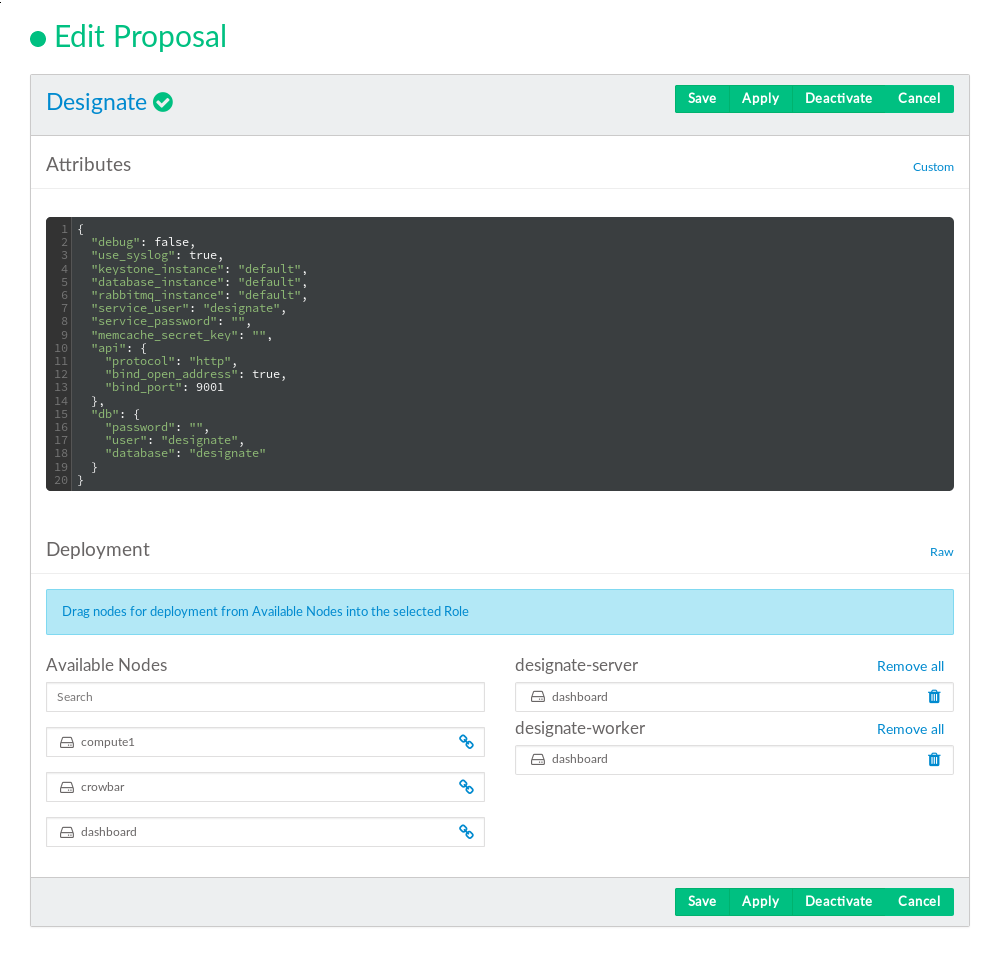 Edit Proposal
Designate
Save Apply Deactivate Cancel
Attributes
Custom
1 {
2   "debug": false,
3   "use_syslog": true,
4   "keystone_instance": "default",
5   "database_instance": "default",
6   "rabbitmq_instance": "default",
7   "service_user": "designate",
8   "service_password": "",
9   "memcache_secret_key": "",
10   "api": {
11     "protocol": "http",
12     "bind_open_address": true,
13     "bind_port": 9001
14   },
15   "db": {
16     "password": "",
17     "user": "designate",
18     "database": "designate"
19   }
20 }
Deployment
Raw
Drag nodes for deployment from Available Nodes into the selected Role
Available Nodes
Search
compute1
crowbar
dashboard
designate-server
Remove all
dashboard
designate-worker
Remove all
dashboard
Save Apply Deactivate Cancel